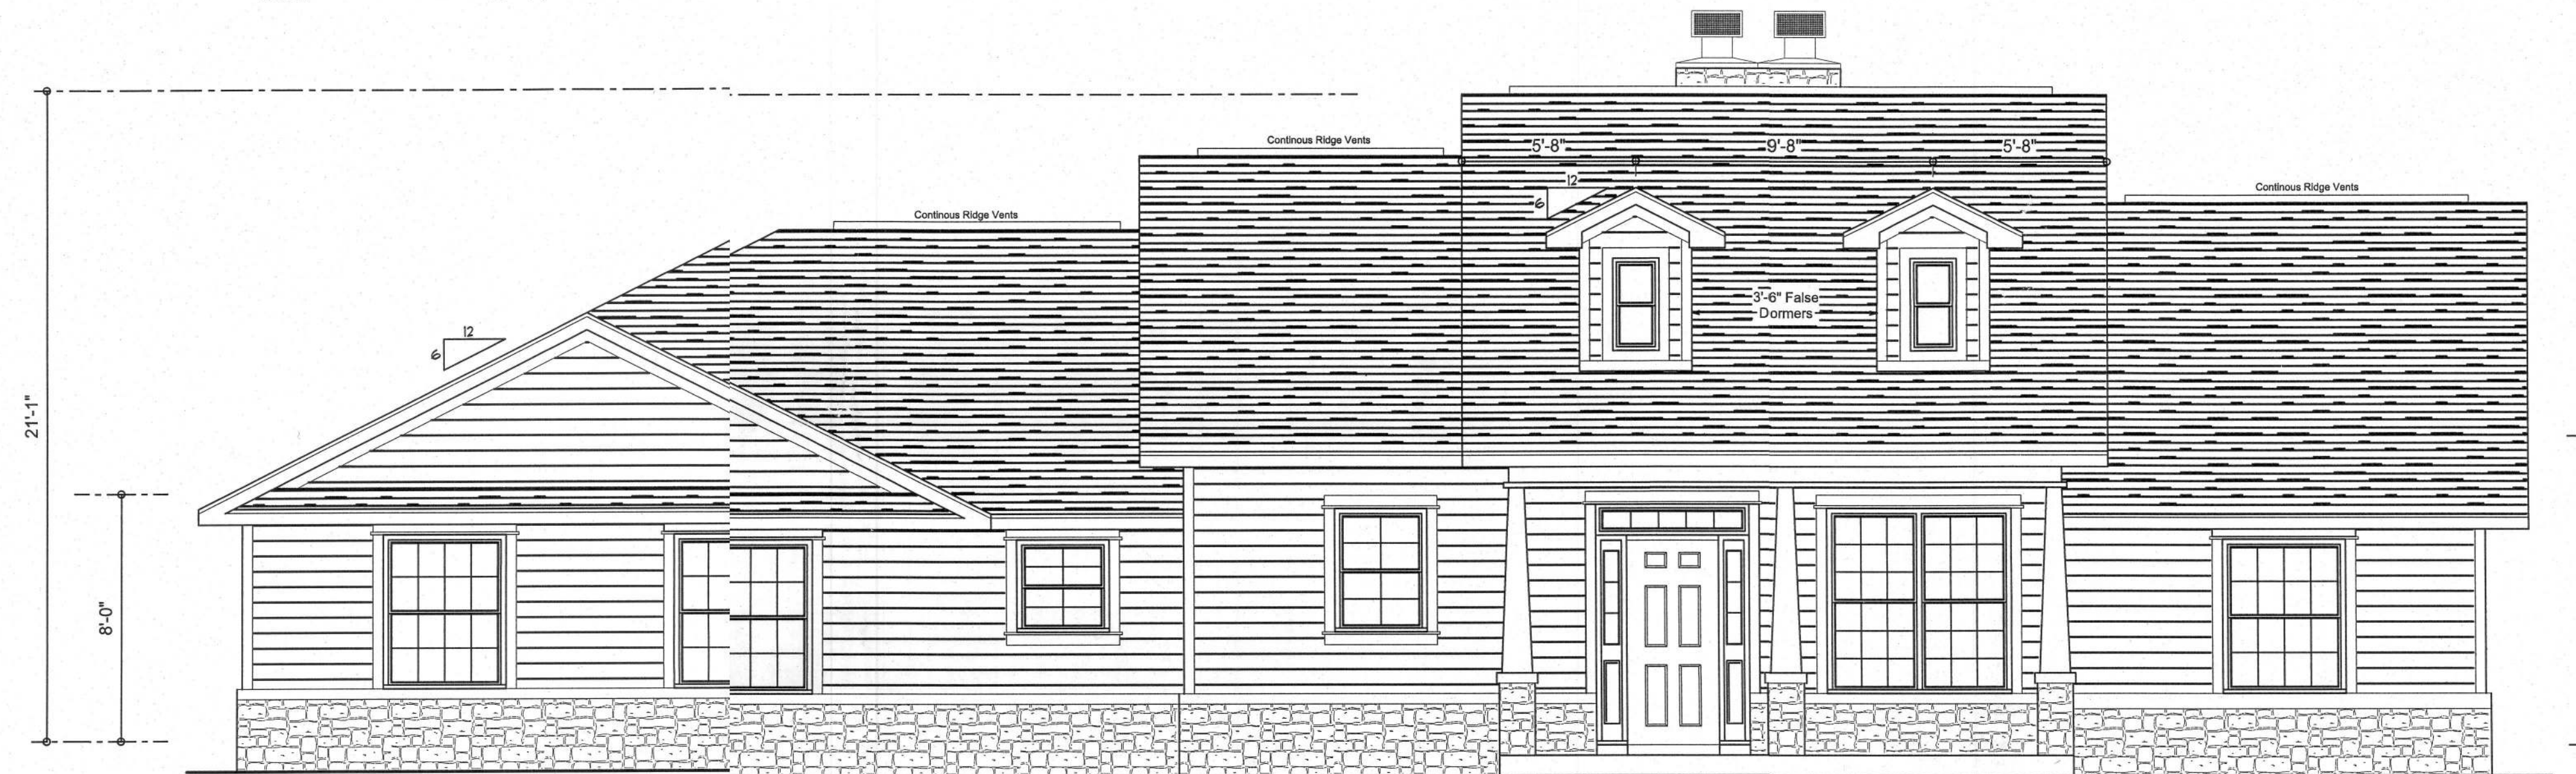 Continous Ridge Vents
5'-8" 9'-8" 5'-8"
12
6
Continous Ridge Vents
Continous Ridge Vents
3'-6" False
Dormers
12
6
21'-1"
8'-0"